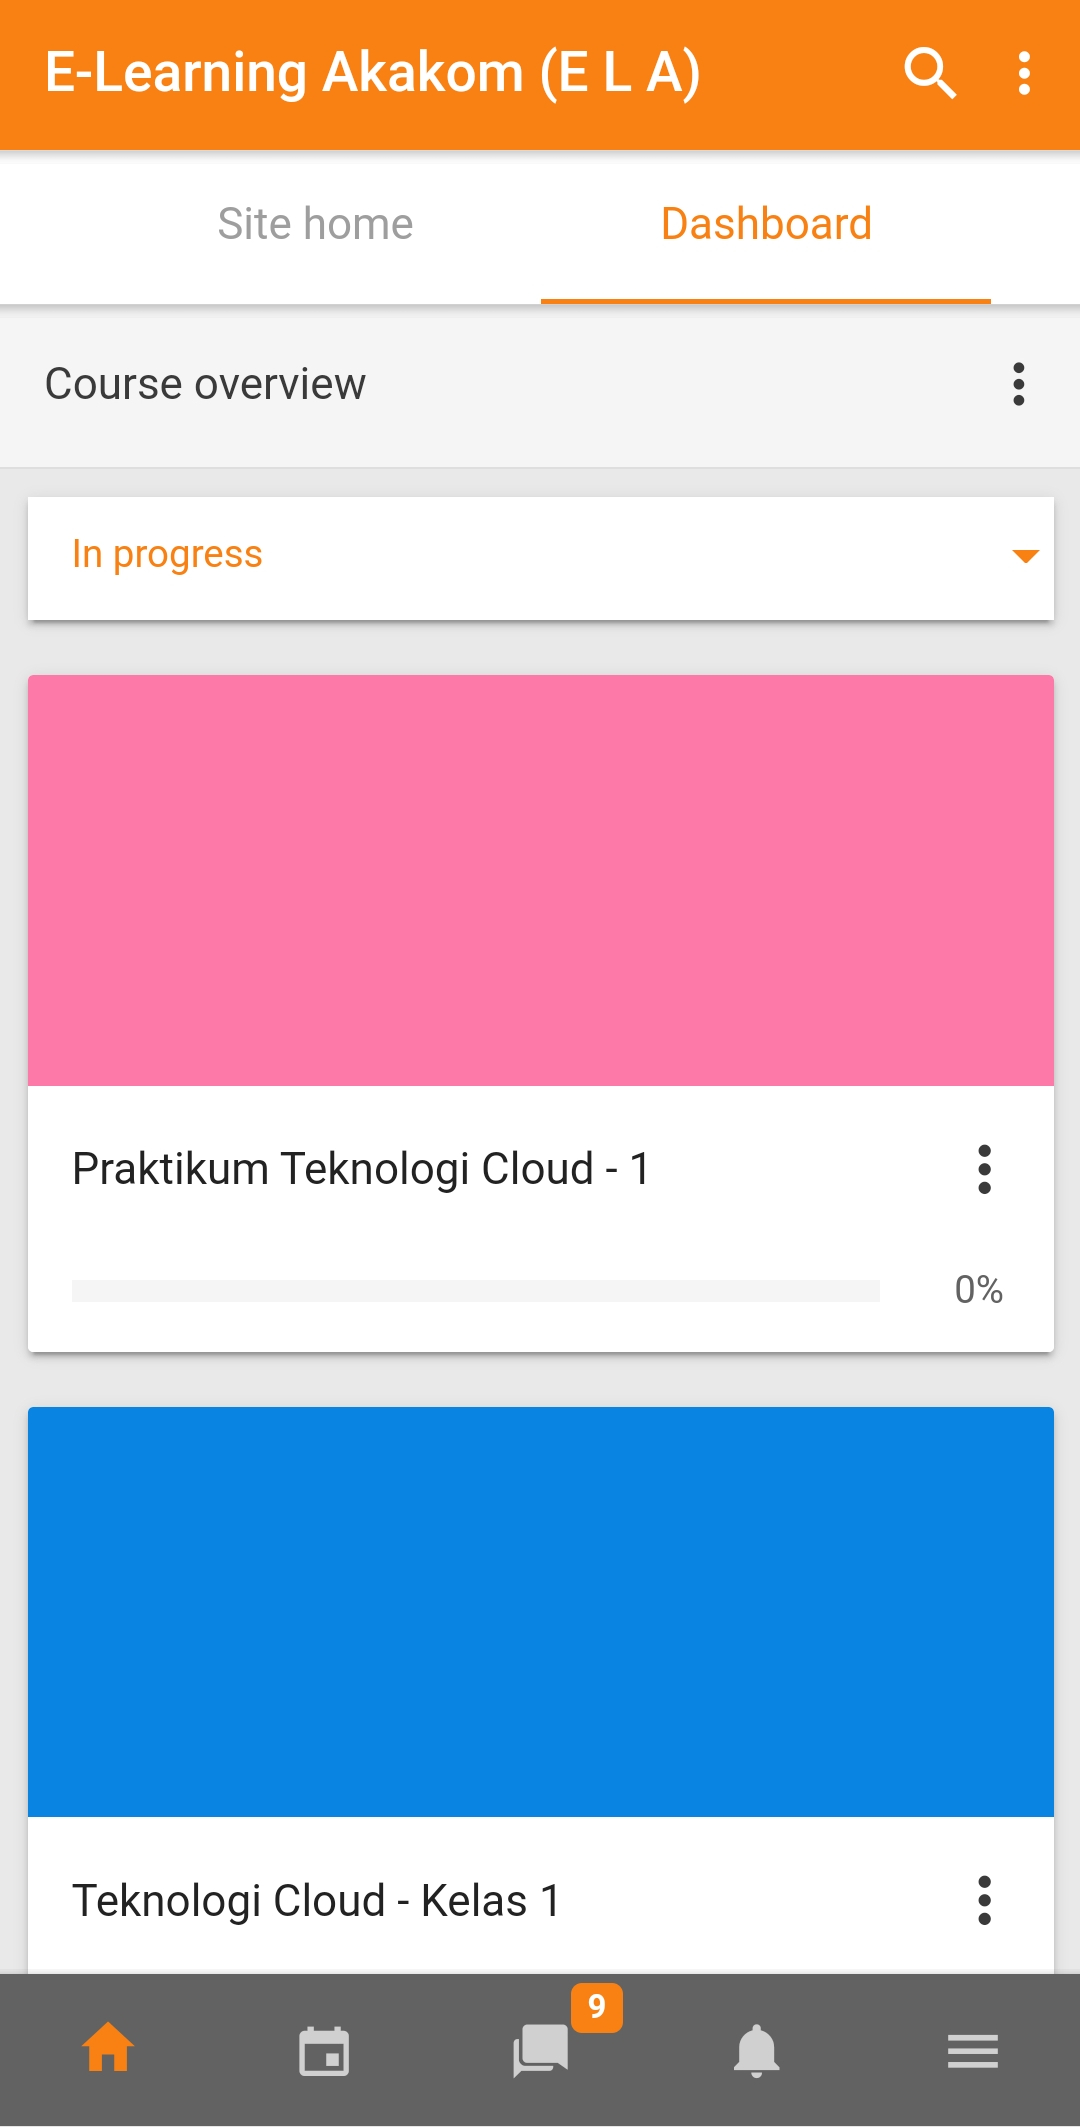 E-Learning Akakom (E L A)
Site home
Dashboard
Course overview
In progress
Praktikum Teknologi Cloud - 1
0%
Teknologi Cloud - Kelas 1
9